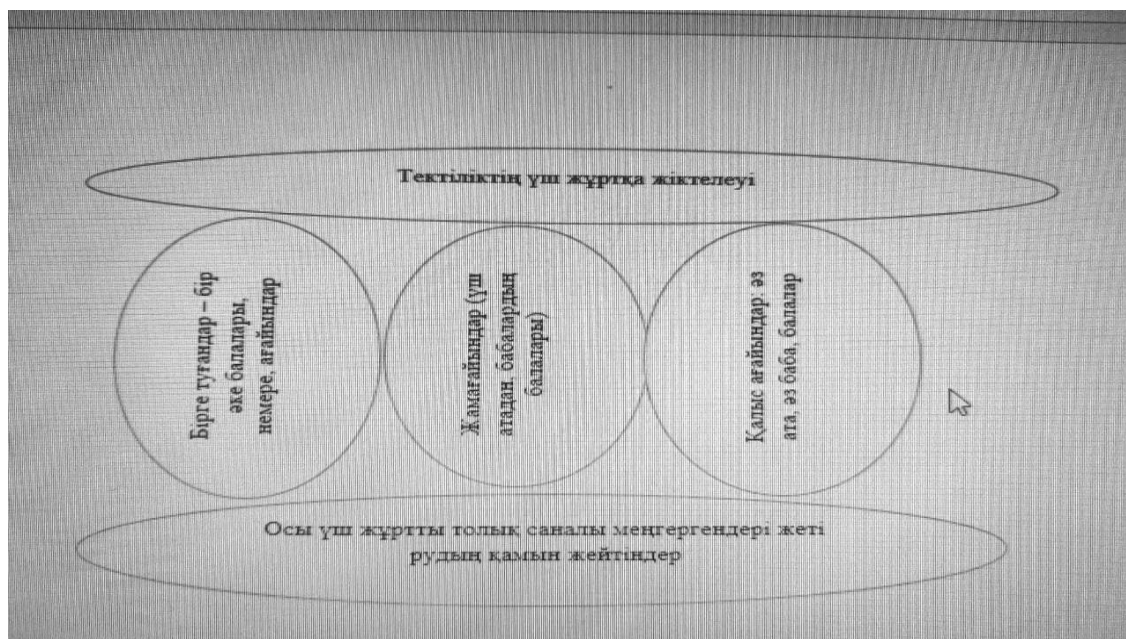 Тектіліктің үш жұртқа жіктелеуі
Бірге туғандар – бір
әке балалары,
немере, ағайындар
Жамағайындар (үш
атадан, бабалардың
балалары)
Қалыс ағайындар: әз
ата, әз баба, балалар
Осы үш жұртты толық саналы меңгергендері жеті
рудың қамын жейтіндер